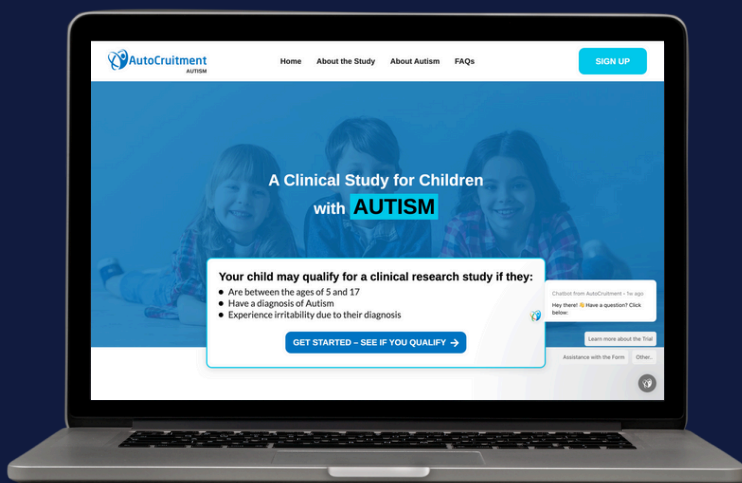 AutoCruitment
AUTISM
Home About the Study About Autism FAQs
SIGN UP
A Clinical Study for Children
with AUTISM
Your child may qualify for a clinical research study if they:
Are between the ages of 5 and 17
Have a diagnosis of Autism
Experience irritability due to their diagnosis
GET STARTED – SEE IF YOU QUALIFY →
Chatbot from AutoCruitment • 1w ago
Hey there! 👋 Have a question? Click
below:
Learn more about the Trial
Assistance with the Form Other...